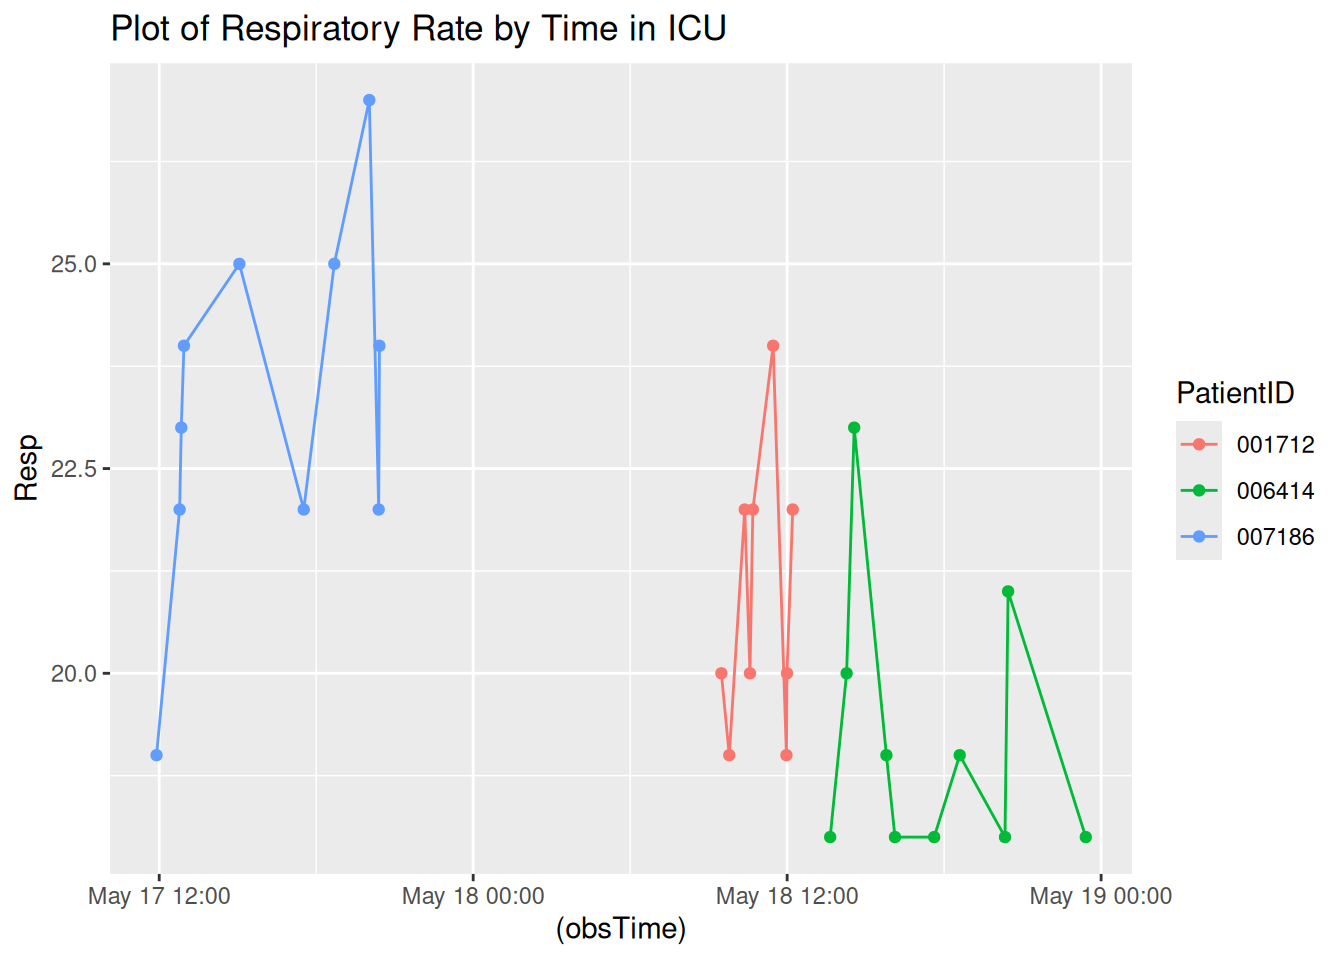 Plot of Respiratory Rate by Time in ICU
Resp
25.0
22.5
20.0
May 17 12:00
May 18 00:00
May 18 12:00
May 19 00:00
(obsTime)
PatientID
001712
006414
007186